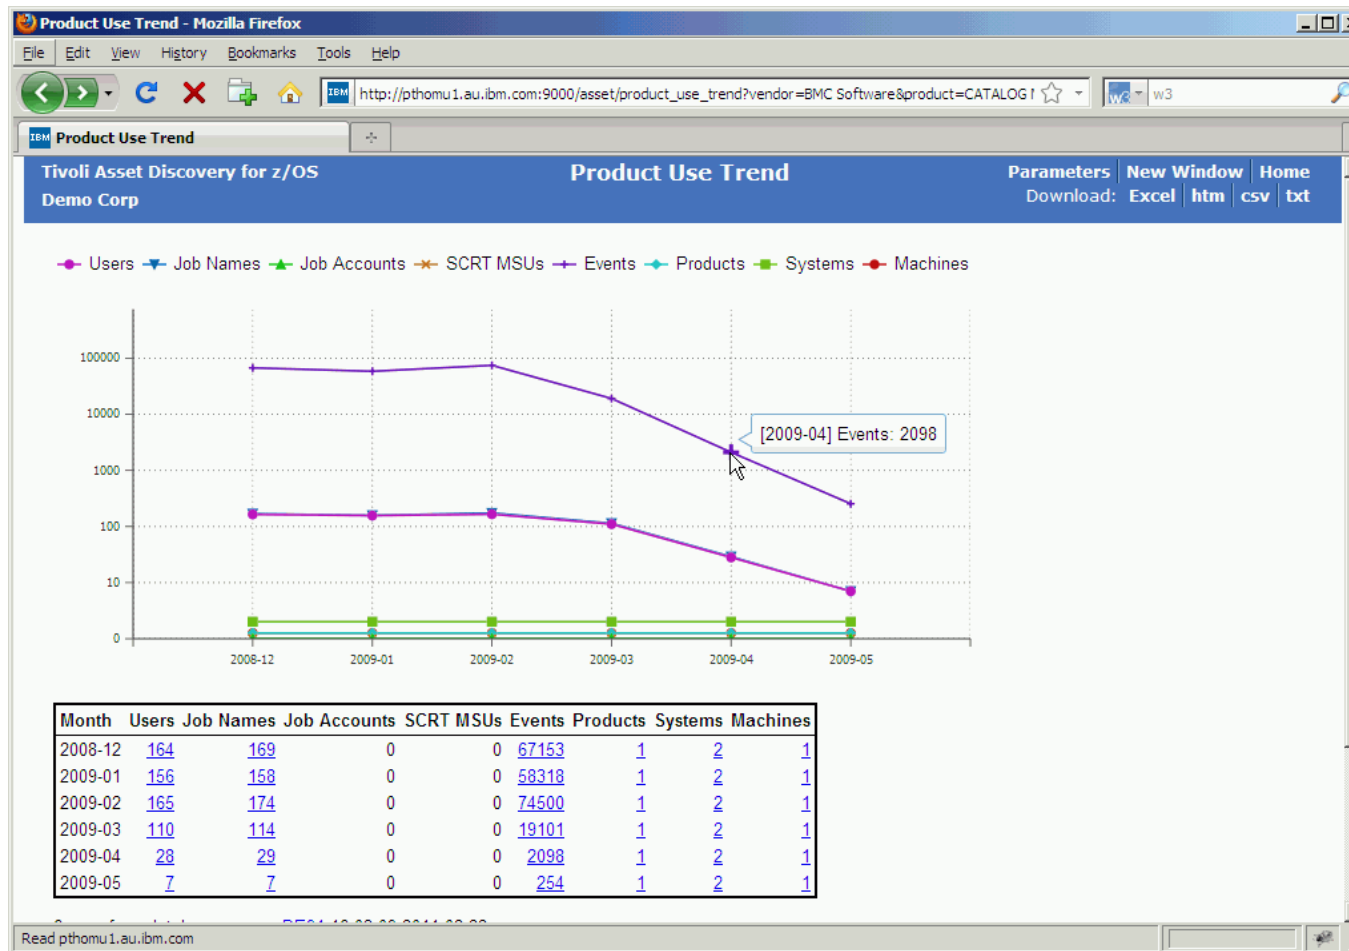 Product Use Trend - Mozilla Firefox
File Edit View History Bookmarks Tools Help
IBM http://pthomu1.au.ibm.com:9000/asset/product_use_trend?vendor=BMC Software&product=CATALOG w3 w3
IBM Product Use Trend
Tivoli Asset Discovery for z/OS Product Use Trend Parameters New Window Home
Demo Corp Download: Excel htm csv txt
Users Job Names Job Accounts SCRT MSUs Events Products Systems Machines
100000
10000
[2009-04] Events: 2098
1000
100
10
0
2008-12 2009-01 2009-02 2009-03 2009-04 2009-05
Month Users Job Names Job Accounts SCRT MSUs Events Products Systems Machines
2008-12 164 169 0 0 67153 1 2 1
2009-01 156 158 0 0 58318 1 2 1
2009-02 165 174 0 0 74500 1 2 1
2009-03 110 114 0 0 19101 1 2 1
2009-04 28 29 0 0 2098 1 2 1
2009-05 7 7 0 0 254 1 2 1
Read pthomu1.au.ibm.com